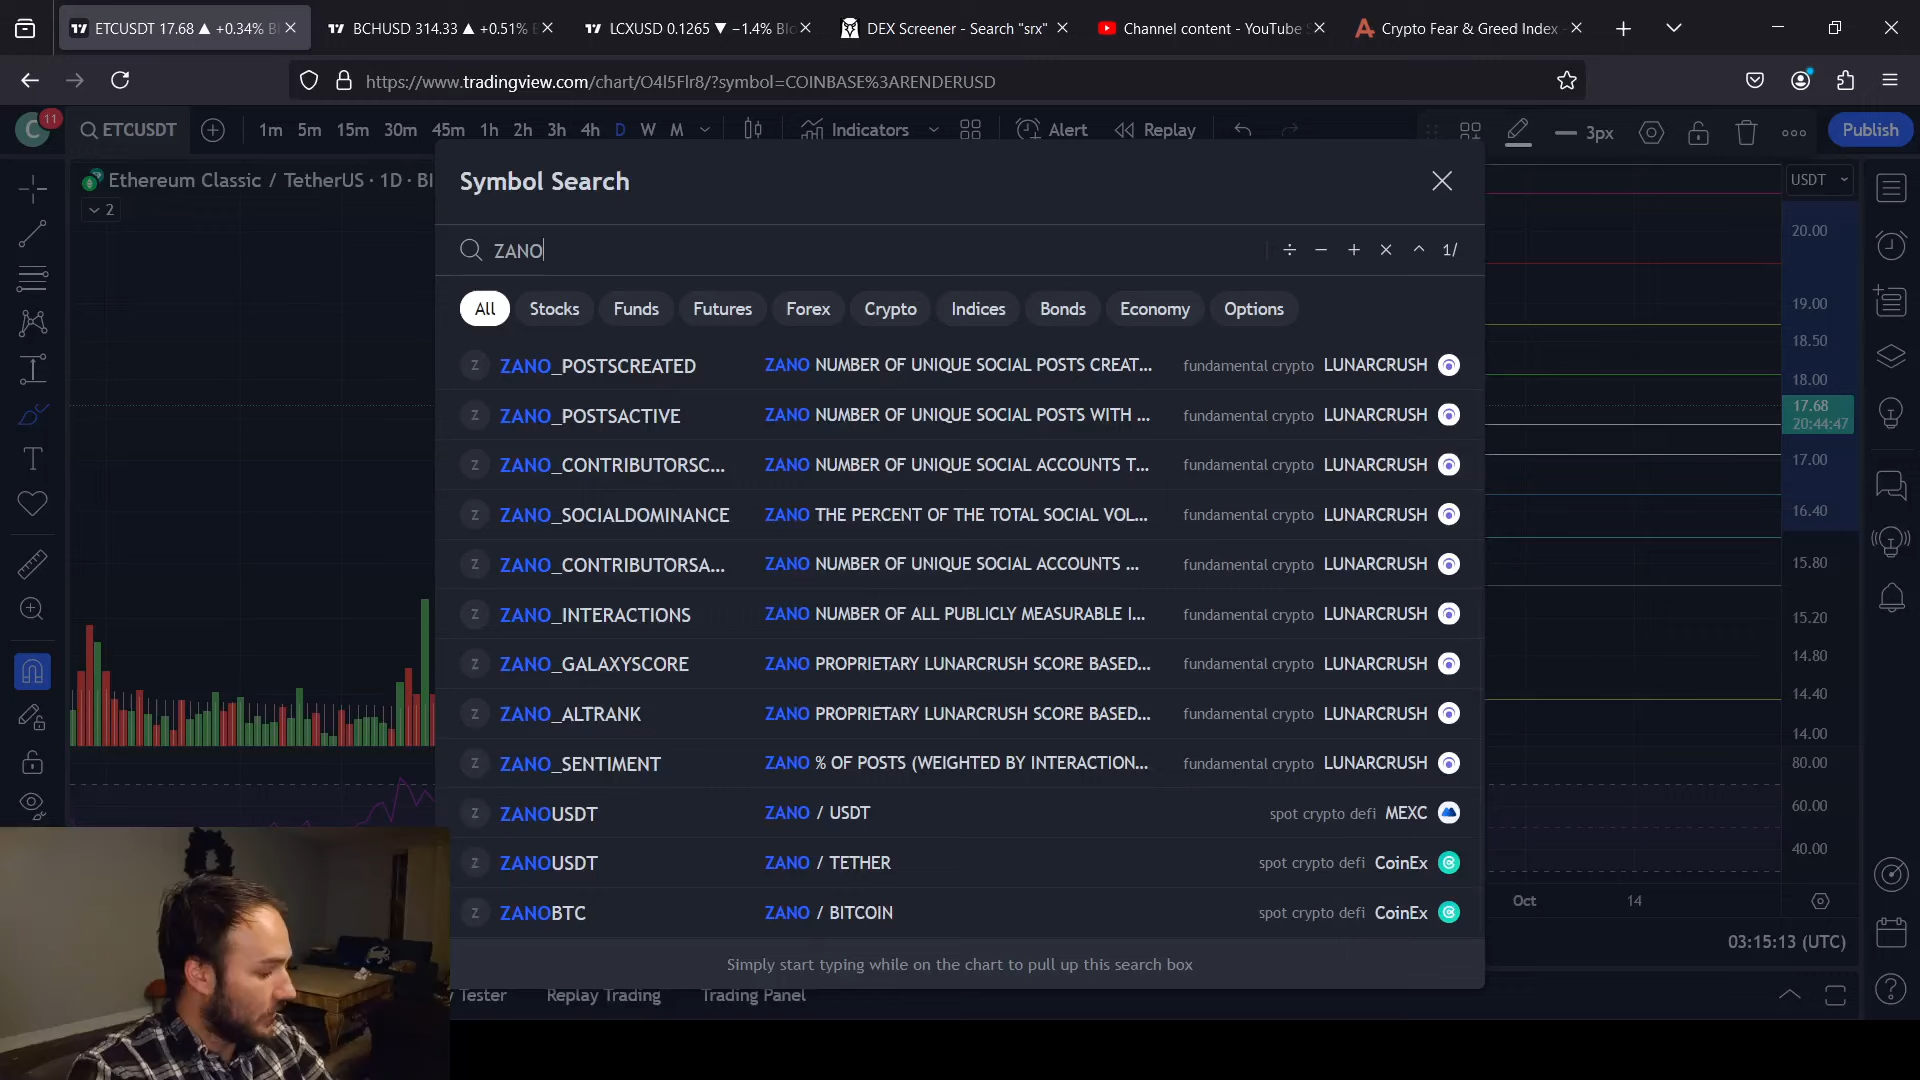 ETCUSDT 17.68 ▲ +0.34% Bl
BCHUSD 314.33 ▲ +0.51% Bl
LCXUSD 0.1265 ▼ −1.4% Blo
DEX Screener - Search "srx"
Channel content - YouTube S
Crypto Fear & Greed Index -
https://www.tradingview.com/chart/O4l5Flr8/?symbol=COINBASE%3ARENDERUSD
C 11
ETCUSDT
1m 5m 15m 30m 45m 1h 2h 3h 4h D W M
Indicators
Alert
Replay
3px
Publish
Ethereum Classic / TetherUS · 1D · BI
2
Symbol Search
USDT
ZANO
÷ − + × ^ 1/
All Stocks Funds Futures Forex Crypto Indices Bonds Economy Options
ZANO_POSTSCREATED ZANO NUMBER OF UNIQUE SOCIAL POSTS CREAT... fundamental crypto LUNARCRUSH
ZANO_POSTSACTIVE ZANO NUMBER OF UNIQUE SOCIAL POSTS WITH ... fundamental crypto LUNARCRUSH
ZANO_CONTRIBUTORSC... ZANO NUMBER OF UNIQUE SOCIAL ACCOUNTS T... fundamental crypto LUNARCRUSH
ZANO_SOCIALDOMINANCE ZANO THE PERCENT OF THE TOTAL SOCIAL VOL... fundamental crypto LUNARCRUSH
ZANO_CONTRIBUTORSA... ZANO NUMBER OF UNIQUE SOCIAL ACCOUNTS ... fundamental crypto LUNARCRUSH
ZANO_INTERACTIONS ZANO NUMBER OF ALL PUBLICLY MEASURABLE I... fundamental crypto LUNARCRUSH
ZANO_GALAXYSCORE ZANO PROPRIETARY LUNARCRUSH SCORE BASED... fundamental crypto LUNARCRUSH
ZANO_ALTRANK ZANO PROPRIETARY LUNARCRUSH SCORE BASED... fundamental crypto LUNARCRUSH
ZANO_SENTIMENT ZANO % OF POSTS (WEIGHTED BY INTERACTION... fundamental crypto LUNARCRUSH
ZANOUSDT ZANO / USDT spot crypto defi MEXC
ZANOUSDT ZANO / TETHER spot crypto defi CoinEx
ZANOBTC ZANO / BITCOIN spot crypto defi CoinEx
Simply start typing while on the chart to pull up this search box
20.00
19.00
18.50
18.00
17.68
20:44:47
17.00
16.40
15.80
15.20
14.80
14.40
14.00
80.00
60.00
40.00
Oct 14
03:15:13 (UTC)
y Tester Replay Trading Trading Panel